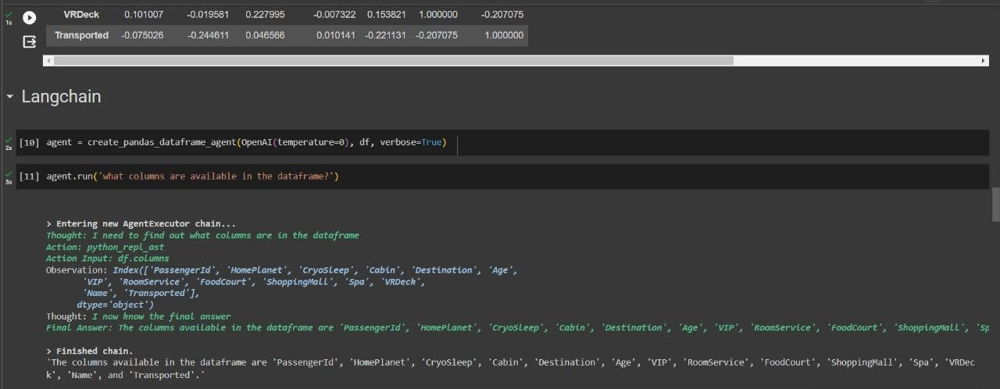 1s
VRDeck 0.101007 -0.019581 0.227995 -0.007322 0.153821 1.000000 -0.207075
Transported -0.075026 -0.244611 0.046566 0.010141 -0.221131 -0.207075 1.000000
Langchain
2s [10] agent = create_pandas_dataframe_agent(OpenAI(temperature=0), df, verbose=True)
3s [11] agent.run('what columns are available in the dataframe?')
> Entering new AgentExecutor chain...
Thought: I need to find out what columns are in the dataframe
Action: python_repl_ast
Action Input: df.columns
Observation: Index(['PassengerId', 'HomePlanet', 'CryoSleep', 'Cabin', 'Destination', 'Age',
'VIP', 'RoomService', 'FoodCourt', 'ShoppingMall', 'Spa', 'VRDeck',
'Name', 'Transported'],
dtype='object')
Thought: I now know the final answer
Final Answer: The columns available in the dataframe are 'PassengerId', 'HomePlanet', 'CryoSleep', 'Cabin', 'Destination', 'Age', 'VIP', 'RoomService', 'FoodCourt', 'ShoppingMall', 'Sp
> Finished chain.
'The columns available in the dataframe are 'PassengerId', 'HomePlanet', 'CryoSleep', 'Cabin', 'Destination', 'Age', 'VIP', 'RoomService', 'FoodCourt', 'ShoppingMall', 'Spa', 'VRDec
k', 'Name', and 'Transported'.'